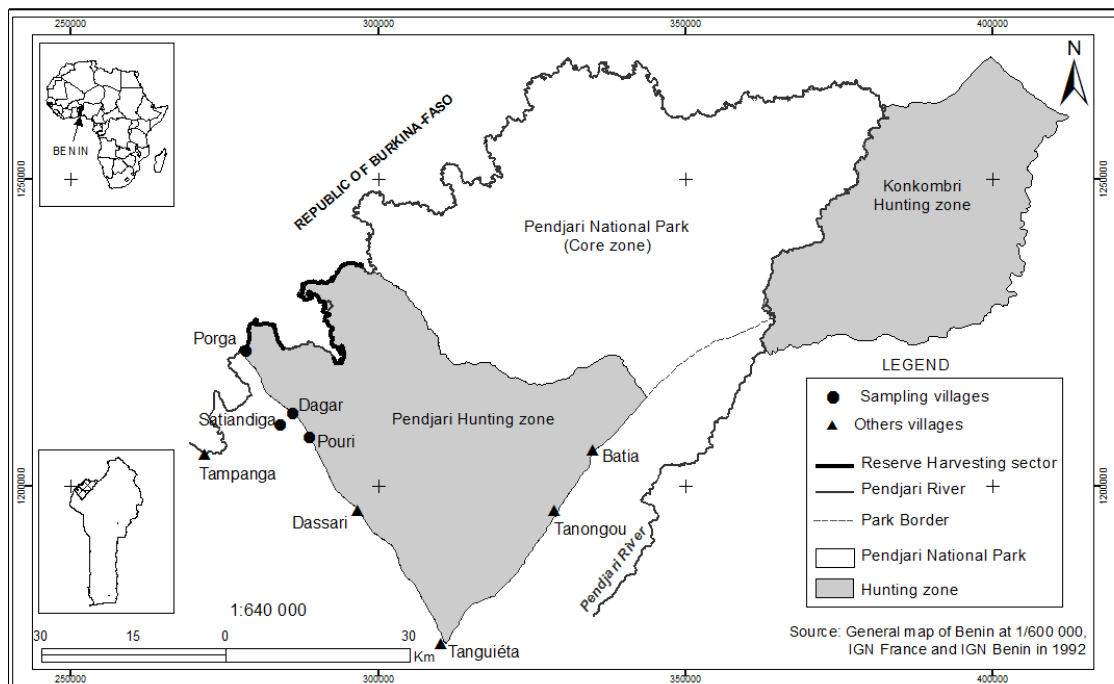 250000 300000 350000 400000
N
BENIN
REPUBLIC OF BURKINA-FASO
1250000
1250000
Konkombri
Hunting zone
Pendjari National Park
(Core zone)
Porga
Dagar
Satiandiga
Pouri
Pendjari Hunting zone
Tampanga
Batia
Dassari
Tanongou
Pendjari River
Tanguiéta
1200000
1200000
LEGEND
Sampling villages
Others villages
Reserve Harvesting sector
Pendjari River
Park Border
Pendjari National Park
Hunting zone
1:640 000
30 15 0 30
Km
Source: General map of Benin at 1/600 000,
IGN France and IGN Benin in 1992
250000 300000 350000 400000